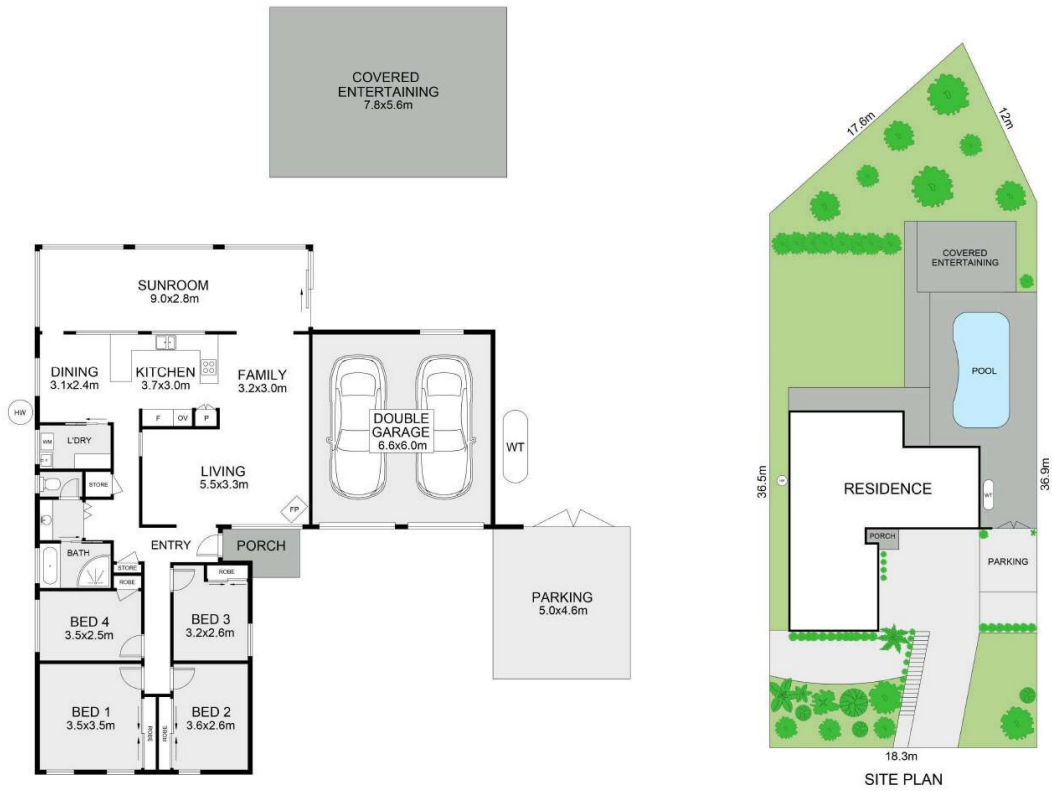 COVERED
ENTERTAINING
7.8x5.6m
SUNROOM
9.0x2.8m
DINING
3.1x2.4m
KITCHEN
3.7x3.0m
FAMILY
3.2x3.0m
HW
F
OV
P
DOUBLE
GARAGE
6.6x6.0m
WT
WM
L'DRY
STORE
LIVING
5.5x3.3m
FP
ENTRY
PORCH
BATH
STORE
ROBE
ROBE
BED 4
3.5x2.5m
BED 3
3.2x2.6m
PARKING
5.0x4.6m
BED 1
3.5x3.5m
ROBE
ROBE
BED 2
3.6x2.6m
17.6m
12m
COVERED
ENTERTAINING
POOL
36.5m
36.9m
RESIDENCE
WT
PORCH
PARKING
18.3m
SITE PLAN